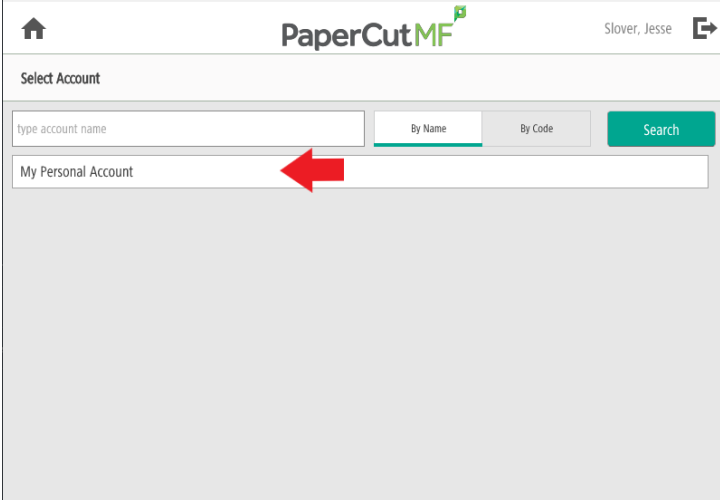 PaperCutMF
Slover, Jesse
Select Account
type account name
By Name
By Code
Search
My Personal Account